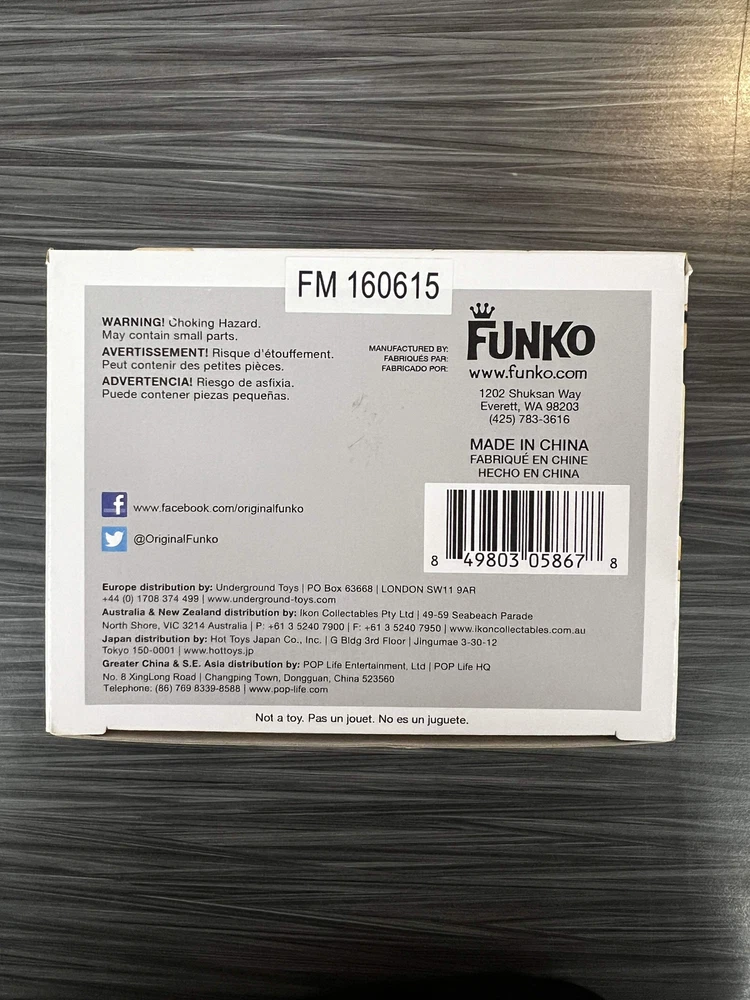 FM 160615
WARNING! Choking Hazard.
May contain small parts.
AVERTISSEMENT! Risque d'étouffement.
Peut contenir des petites pièces.
ADVERTENCIA! Riesgo de asfixia.
Puede contener piezas pequeñas.
MANUFACTURED BY:
FABRIQUÉS PAR:
FABRICADO POR:
FUNKO
www.funko.com
1202 Shuksan Way
Everett, WA 98203
(425) 783-3616
MADE IN CHINA
FABRIQUÉ EN CHINE
HECHO EN CHINA
f www.facebook.com/originalfunko
@OriginalFunko
8 49803 05867 8
Europe distribution by: Underground Toys | PO Box 63668 | LONDON SW11 9AR
+44 (0) 1708 374 499 | www.underground-toys.com
Australia & New Zealand distribution by: Ikon Collectables Pty Ltd | 49-59 Seabeach Parade
North Shore, VIC 3214 Australia | P: +61 3 5240 7900 | F: +61 3 5240 7950 | www.ikoncollectables.com.au
Japan distribution by: Hot Toys Japan Co., Inc. | G Bldg 3rd Floor | Jingumae 3-30-12
Tokyo 150-0001 | www.hottoys.jp
Greater China & S.E. Asia distribution by: POP Life Entertainment, Ltd | POP Life HQ
No. 8 XingLong Road | Changping Town, Dongguan, China 523560
Telephone: (86) 769 8339-8588 | www.pop-life.com
Not a toy. Pas un jouet. No es un juguete.